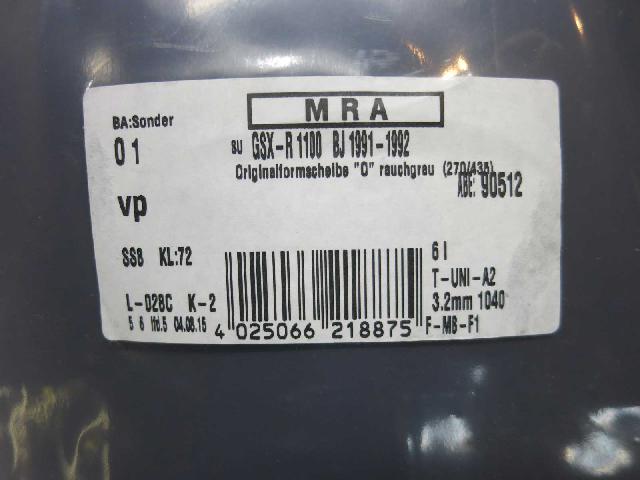 MRA
BA:Sonder
01
SU GSX-R 1100 BJ 1991-1992
Originalformscheibe "O" rauchgrau (270/435)
ABE: 90512
vp
SS8 KL:72
6 I
T-UNI-A2
L-028C K-2
3.2mm 1040
5 6 lfd.5 04.08.15
4 025066 218875
F-MB-F1